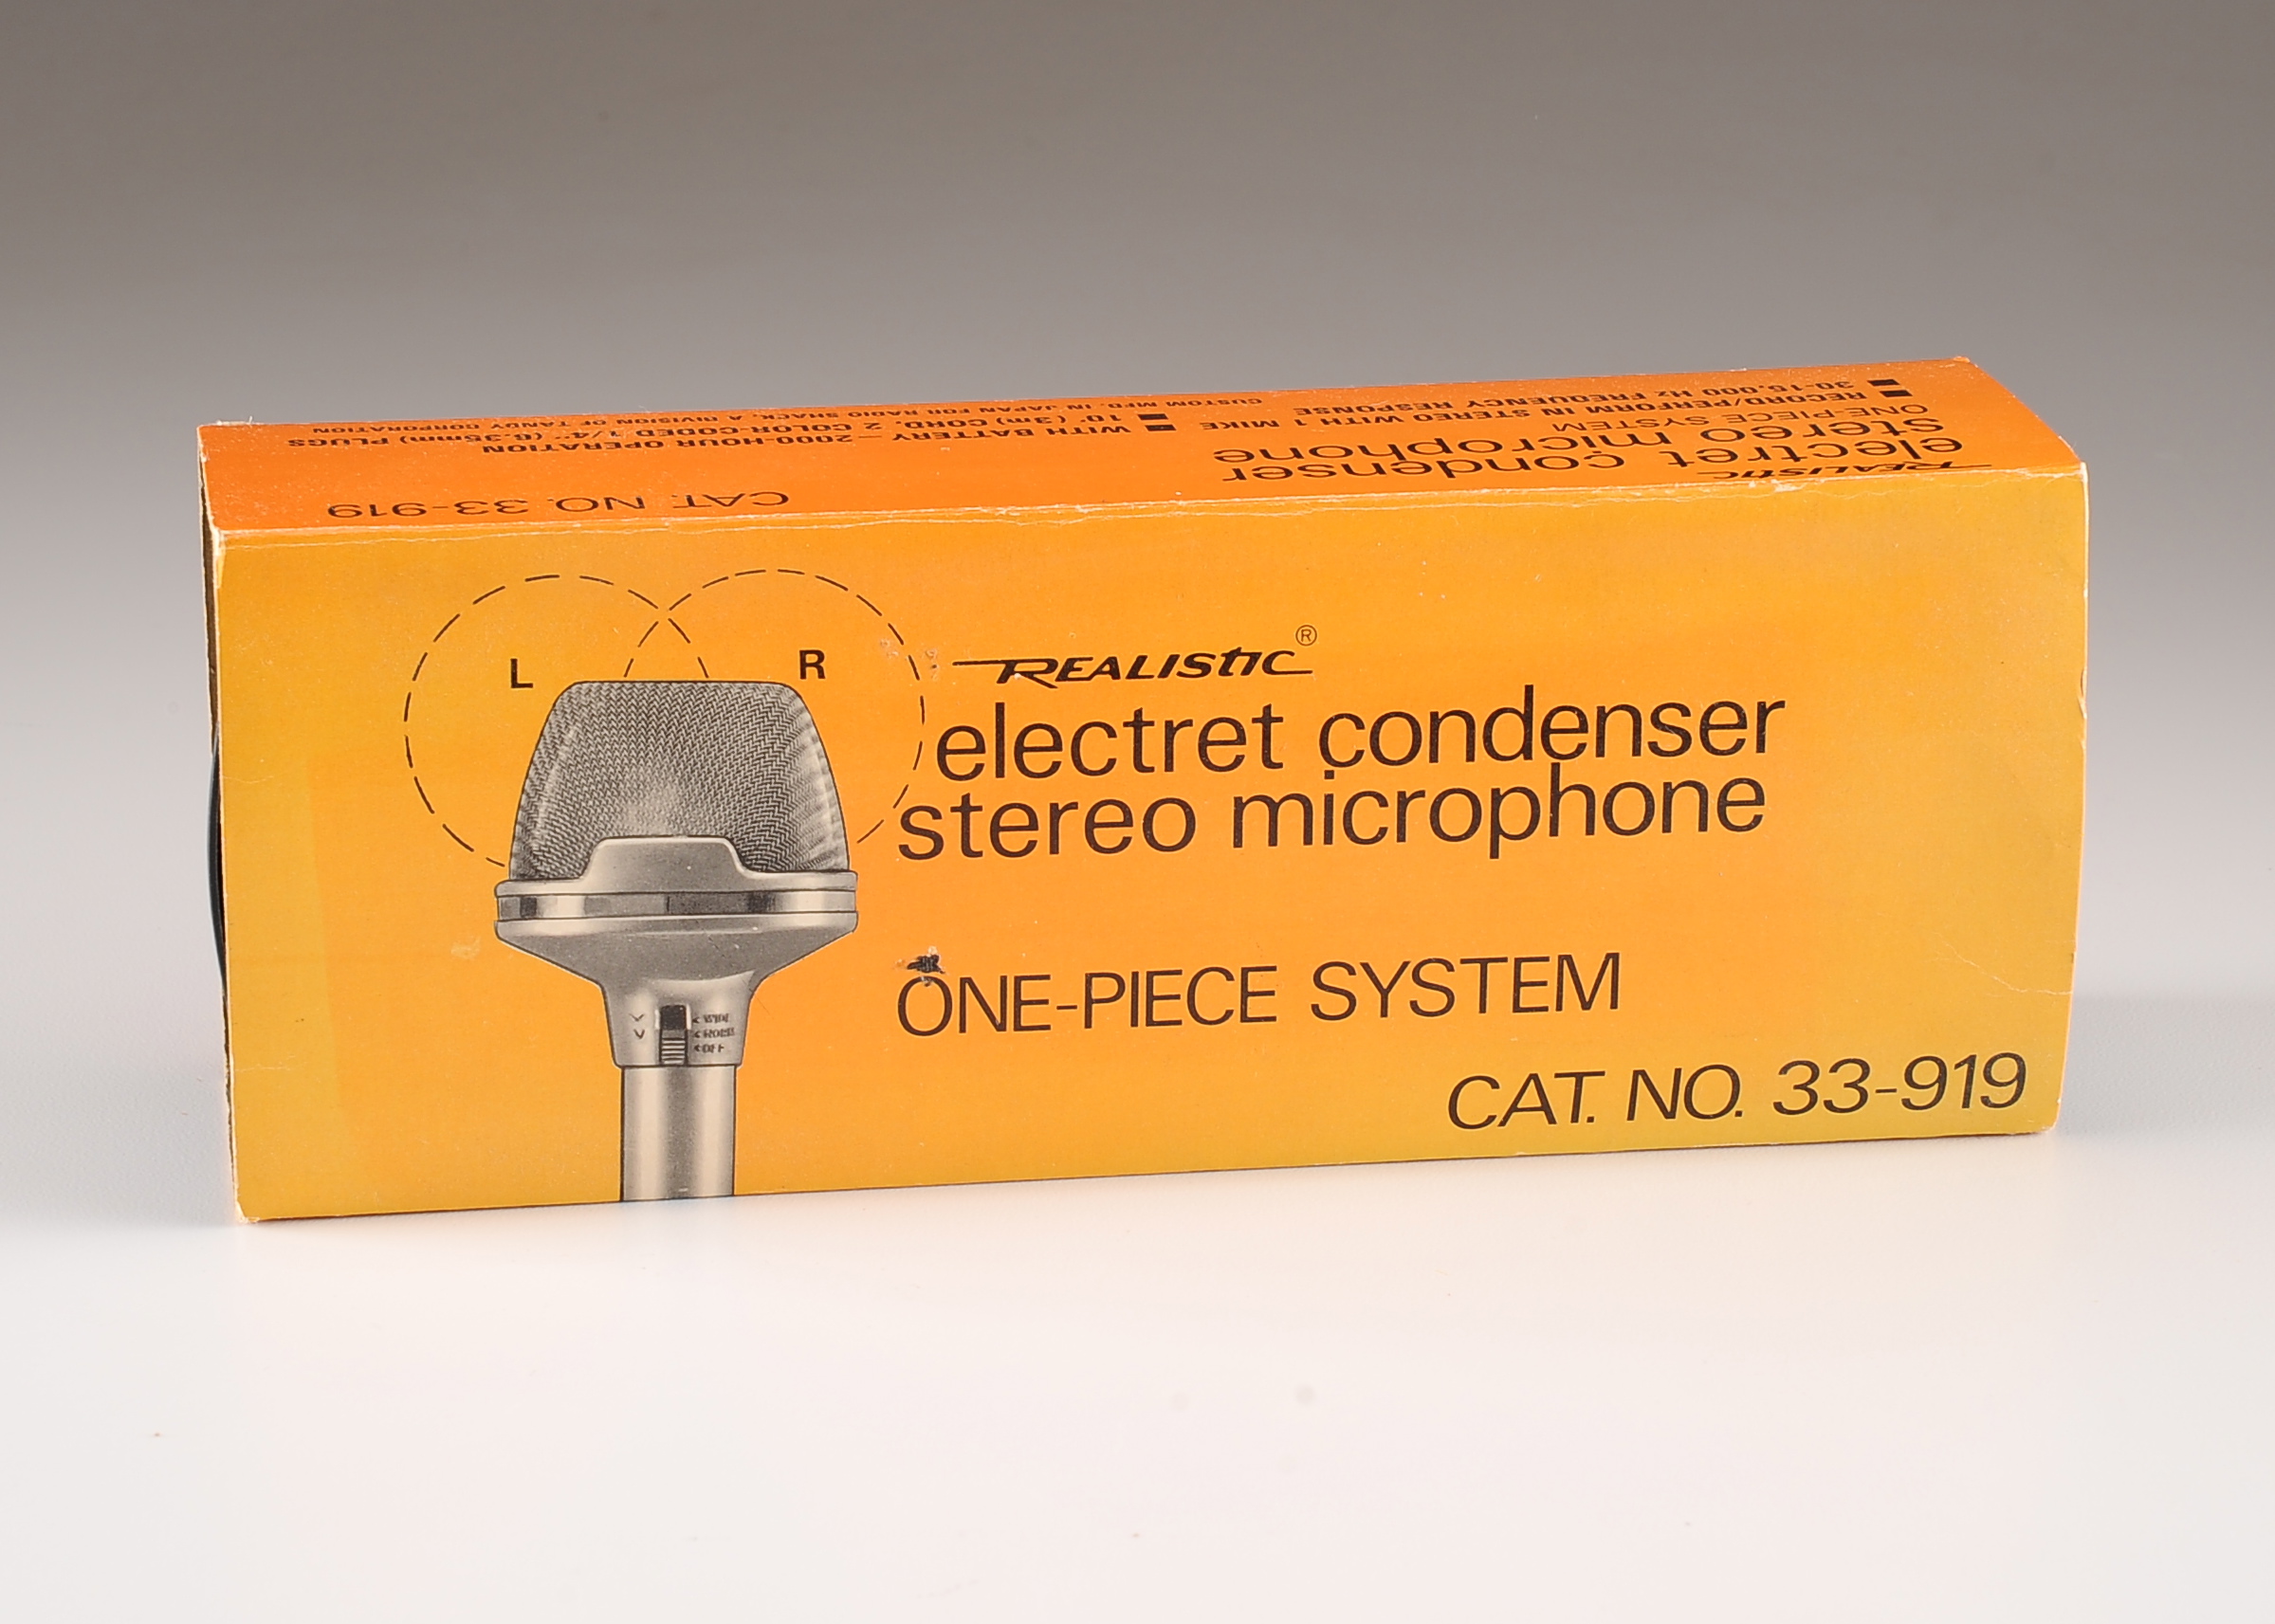 L R
REALISTIC®
electret condenser
stereo microphone
ONE-PIECE SYSTEM
CAT. NO. 33-919
< WIDE
< NORM
< OFF
REALISTIC
electret condenser
stereo microphone
ONE-PIECE SYSTEM
■ RECORD/PERFORM IN STEREO WITH 1 MIKE
■ 30-15,000 Hz FREQUENCY RESPONSE
CAT. NO. 33-919
■ WITH BATTERY — 2000-HOUR OPERATION
■ 10' (3m) CORD, 2 COLOR-CODED 1/4" (6.35mm) PLUGS
CUSTOM MFD IN JAPAN FOR RADIO SHACK, A DIVISION OF TANDY CORPORATION